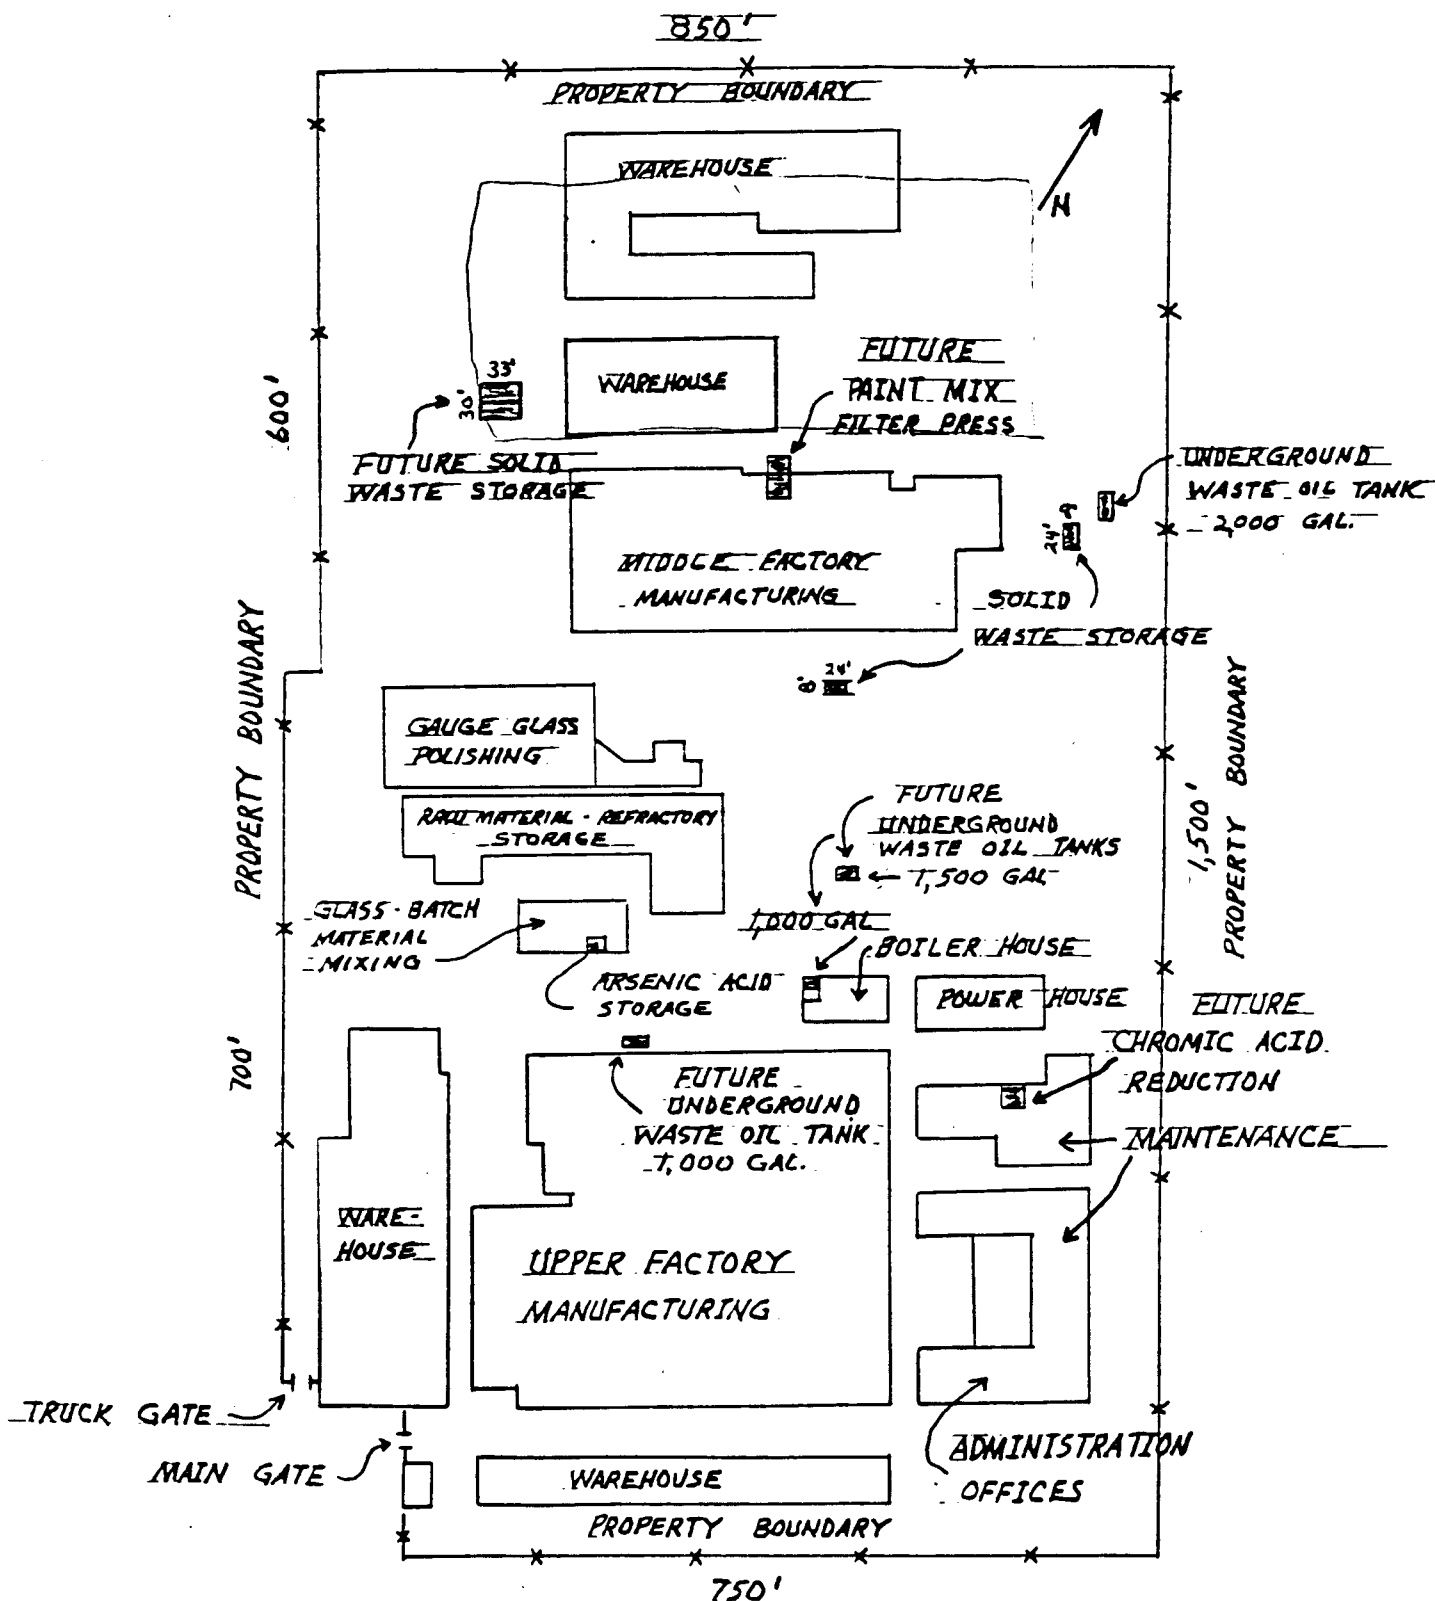 850'
PROPERTY BOUNDARY
WAREHOUSE
N
FUTURE
PAINT MIX
FILTER PRESS
WAREHOUSE
33'
30'
600'
FUTURE SOLID
WASTE STORAGE
UNDERGROUND
WASTE OIL TANK
2,000 GAL.
24'
MIDDLE FACTORY
MANUFACTURING
SOLID
WASTE STORAGE
24'
8'
PROPERTY BOUNDARY
GAUGE GLASS
POLISHING
PROPERTY BOUNDARY
1,500'
RAW MATERIAL - REFRACTORY
STORAGE
FUTURE
UNDERGROUND
WASTE OIL TANKS
1,500 GAL
1,000 GAL
GLASS - BATCH
MATERIAL
MIXING
BOILER HOUSE
ARSENIC ACID
STORAGE
POWER HOUSE
FUTURE
CHROMIC ACID
REDUCTION
700'
FUTURE
UNDERGROUND
WASTE OIL TANK
1,000 GAL.
MAINTENANCE
WARE-
HOUSE
UPPER FACTORY
MANUFACTURING
TRUCK GATE
MAIN GATE
ADMINISTRATION
OFFICES
WAREHOUSE
PROPERTY BOUNDARY
750'